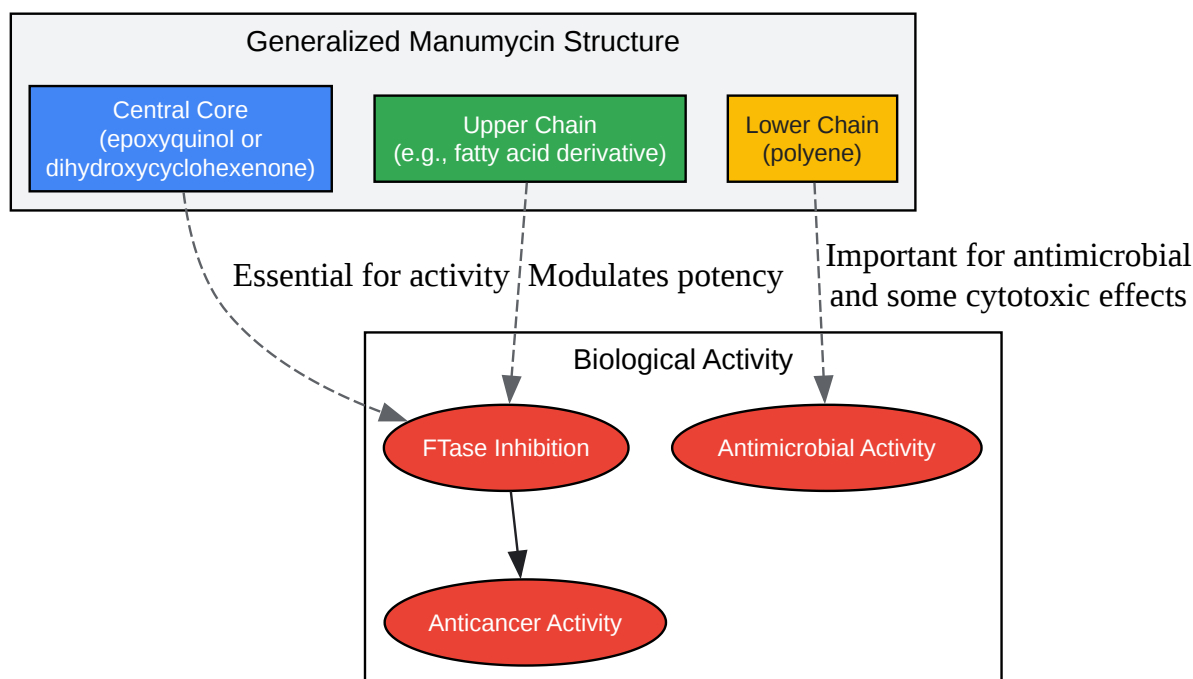 Generalized Manumycin Structure
Central Core
(epoxyquinol or
dihydroxycyclohexenone)
Upper Chain
(e.g., fatty acid derivative)
Lower Chain
(polyene)
Essential for activity
Modulates potency
Important for antimicrobial
and some cytotoxic effects
Biological Activity
FTase Inhibition
Antimicrobial Activity
Anticancer Activity